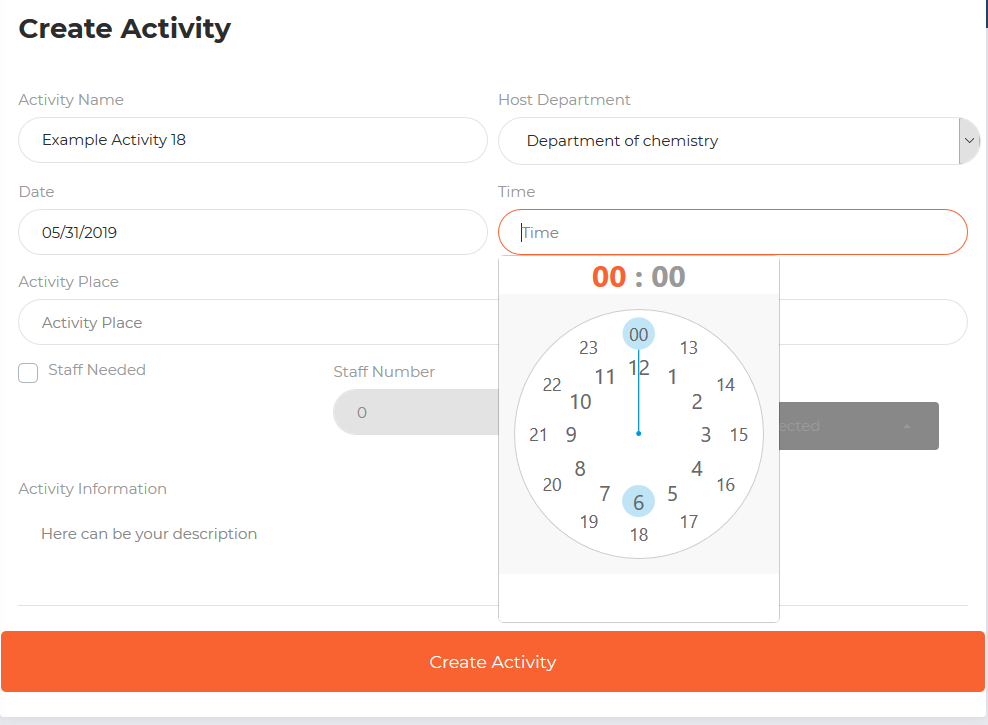 Create Activity
Activity Name
Host Department
Example Activity 18
Department of chemistry
Date
Time
05/31/2019
Time
00 : 00
Activity Place
Activity Place
Staff Needed
Staff Number
0
00
23
13
12
11
1
22
14
10
2
21
9
3
15
8
4
20
16
7
5
6
19
17
18
Activity Information
Here can be your description
Create Activity